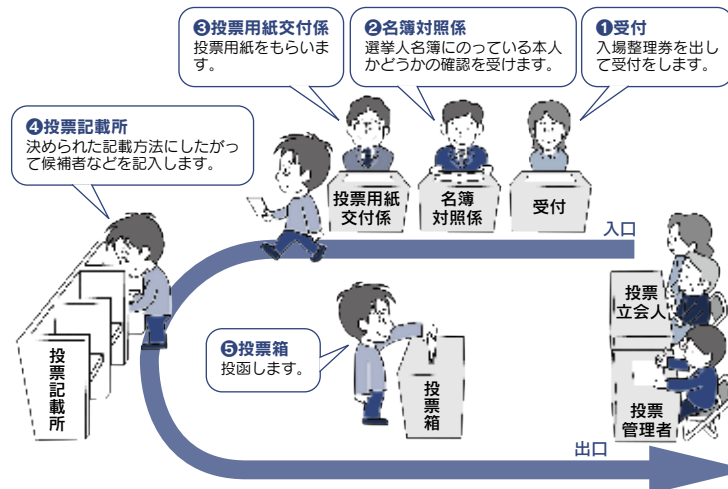 ❸投票用紙交付係
投票用紙をもらいま
す。
❷名簿対照係
選挙人名簿にのっている本人
かどうかの確認を受けます。
❶受付
入場整理券を出し
て受付をします。
❹投票記載所
決められた記載方法にしたがっ
て候補者などを記入します。
投票用紙
交付係
名簿
対照係
受付
入口
投票
立会人
❺投票箱
投函します。
投票記載所
投票箱
投票
管理者
出口